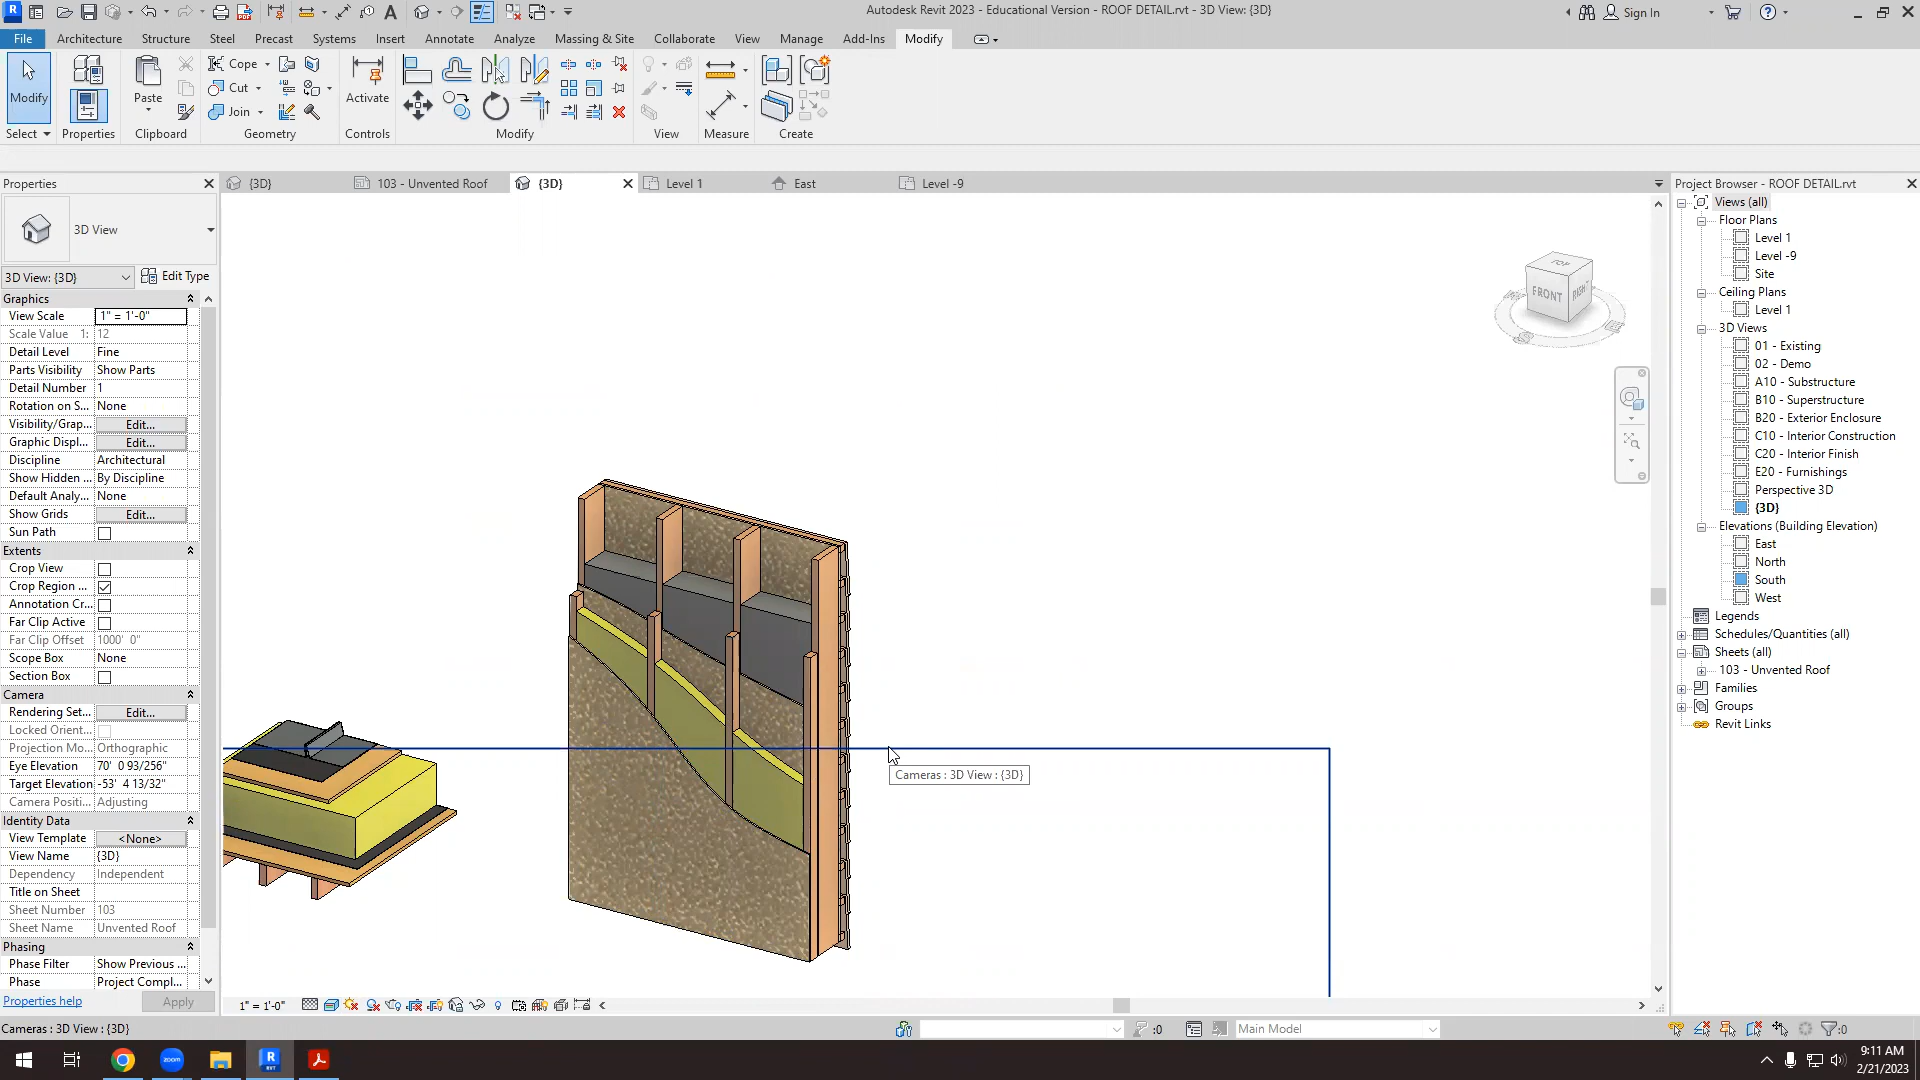 Autodesk Revit 2023 - Educational Version - ROOF DETAIL.rvt - 3D View: {3D}
Sign In
File Architecture Structure Steel Precast Systems Insert Annotate Analyze Massing & Site Collaborate View Manage Add-Ins Modify
Modify
Select
Properties
Paste
Clipboard
Cope
Cut
Join
Geometry
Activate
Controls
Modify
View
Measure
Create
Properties
{3D}
103 - Unvented Roof
{3D}
Level 1
East
Level -9
Project Browser - ROOF DETAIL.rvt
3D View
3D View: {3D}
Edit Type
Graphics
View Scale 1" = 1'-0"
Scale Value 1: 12
Detail Level Fine
Parts Visibility Show Parts
Detail Number 1
Rotation on S... None
Visibility/Grap... Edit...
Graphic Displ... Edit...
Discipline Architectural
Show Hidden ... By Discipline
Default Analy... None
Show Grids Edit...
Sun Path
Extents
Crop View
Crop Region ...
Annotation Cr...
Far Clip Active
Far Clip Offset 1000' 0"
Scope Box None
Section Box
Camera
Rendering Set... Edit...
Locked Orient...
Projection Mo... Orthographic
Eye Elevation 70' 0 93/256"
Target Elevation -53' 4 13/32"
Camera Positi... Adjusting
Identity Data
View Template <None>
View Name {3D}
Dependency Independent
Title on Sheet
Sheet Number 103
Sheet Name Unvented Roof
Phasing
Phase Filter Show Previous ...
Phase Project Compl...
Properties help
Apply
TOP
FRONT
RIGHT
Cameras : 3D View : {3D}
Views (all)
Floor Plans
Level 1
Level -9
Site
Ceiling Plans
Level 1
3D Views
01 - Existing
02 - Demo
A10 - Substructure
B10 - Superstructure
B20 - Exterior Enclosure
C10 - Interior Construction
C20 - Interior Finish
E20 - Furnishings
Perspective 3D
{3D}
Elevations (Building Elevation)
East
North
South
West
Legends
Schedules/Quantities (all)
Sheets (all)
103 - Unvented Roof
Families
Groups
Revit Links
1" = 1'-0"
Cameras : 3D View : {3D}
:0
Main Model
:0
zoom
R
RVT
9:11 AM
2/21/2023